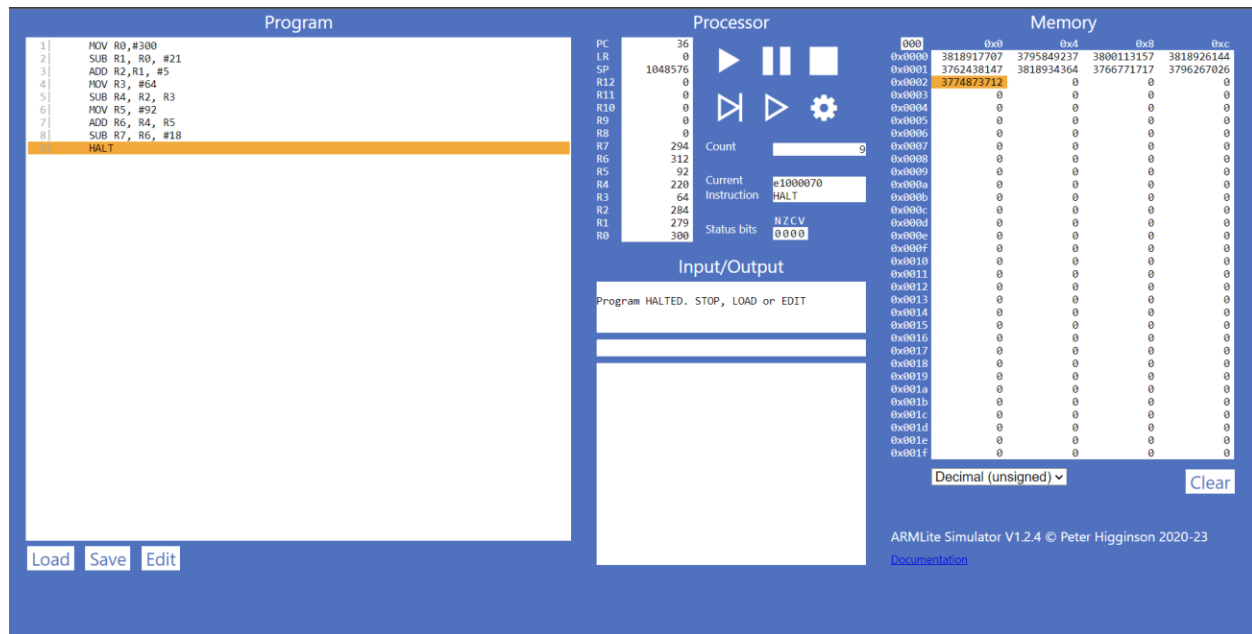 Program
1| MOV R0,#300
2| SUB R1, R0, #21
3| ADD R2,R1, #5
4| MOV R3, #64
5| SUB R4, R2, R3
6| MOV R5, #92
7| ADD R6, R4, R5
8| SUB R7, R6, #18
HALT
Load Save Edit
Processor
PC 36
LR 0
SP 1048576
R12 0
R11 0
R10 0
R9 0
R8 0
R7 294
R6 312
R5 92
R4 220
R3 64
R2 284
R1 279
R0 300
Count 9
Current Instruction
e1000070
HALT
NZCV
Status bits 0000
Input/Output
Program HALTED. STOP, LOAD or EDIT
Memory
000 0x0 0x4 0x8 0xc
0x0000 3818917707 3795849237 3800113157 3818926144
0x0001 3762438147 3818934364 3766771717 3796267026
0x0002 3774873712 0 0 0
0x0003 0 0 0 0
0x0004 0 0 0 0
0x0005 0 0 0 0
0x0006 0 0 0 0
0x0007 0 0 0 0
0x0008 0 0 0 0
0x0009 0 0 0 0
0x000a 0 0 0 0
0x000b 0 0 0 0
0x000c 0 0 0 0
0x000d 0 0 0 0
0x000e 0 0 0 0
0x000f 0 0 0 0
0x0010 0 0 0 0
0x0011 0 0 0 0
0x0012 0 0 0 0
0x0013 0 0 0 0
0x0014 0 0 0 0
0x0015 0 0 0 0
0x0016 0 0 0 0
0x0017 0 0 0 0
0x0018 0 0 0 0
0x0019 0 0 0 0
0x001a 0 0 0 0
0x001b 0 0 0 0
0x001c 0 0 0 0
0x001d 0 0 0 0
0x001e 0 0 0 0
0x001f 0 0 0 0
Decimal (unsigned)
Clear
ARMLite Simulator V1.2.4 © Peter Higginson 2020-23
Documentation